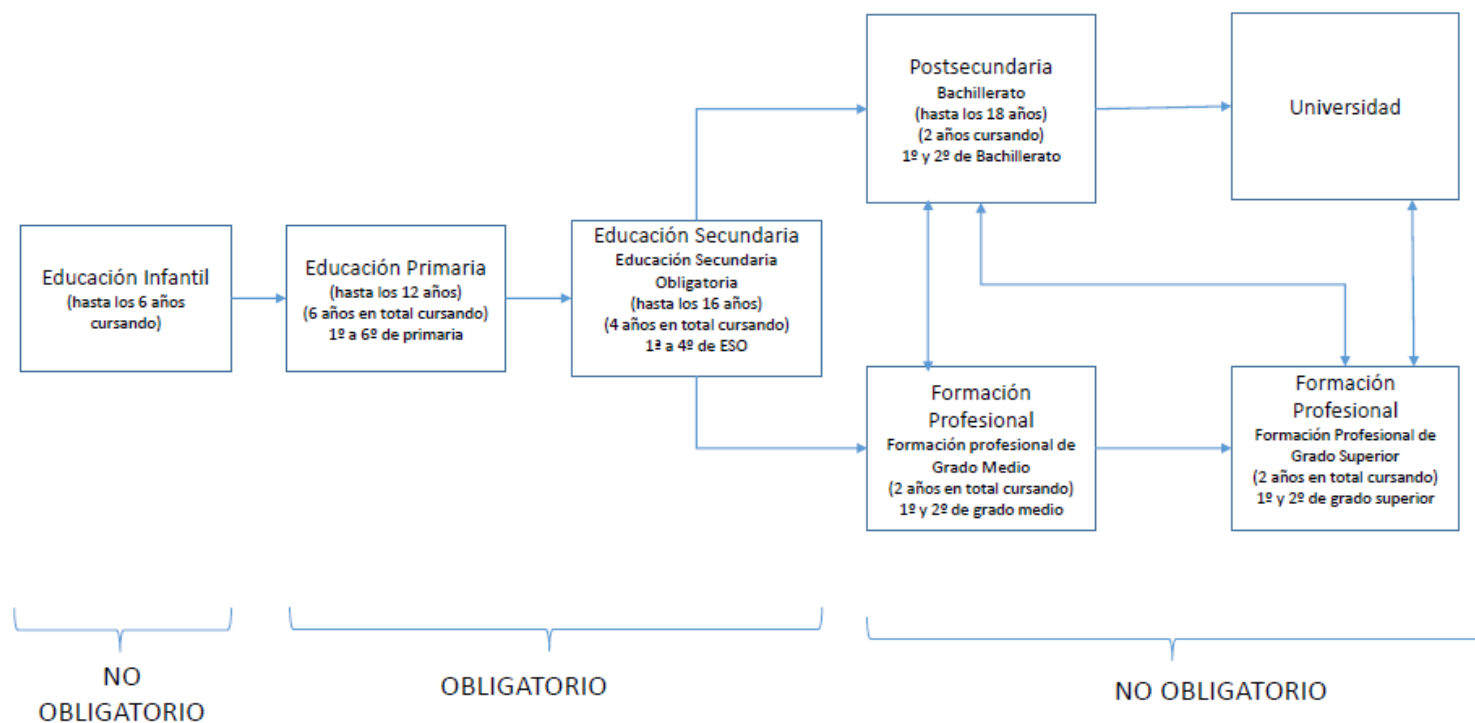 Educación Infantil
(hasta los 6 años
cursando)
Educación Primaria
(hasta los 12 años)
(6 años en total cursando)
1º a 6º de primaria
Educación Secundaria
Educación Secundaria
Obligatoria
(hasta los 16 años)
(4 años en total cursando)
1ª a 4º de ESO
Postsecundaria
Bachillerato
(hasta los 18 años)
(2 años cursando)
1º y 2º de Bachillerato
Universidad
Formación
Profesional
Formación profesional de
Grado Medio
(2 años en total cursando)
1º y 2º de grado medio
Formación
Profesional
Formación Profesional de
Grado Superior
(2 años en total cursando)
1º y 2º de grado superior
NO
OBLIGATORIO
OBLIGATORIO
NO OBLIGATORIO